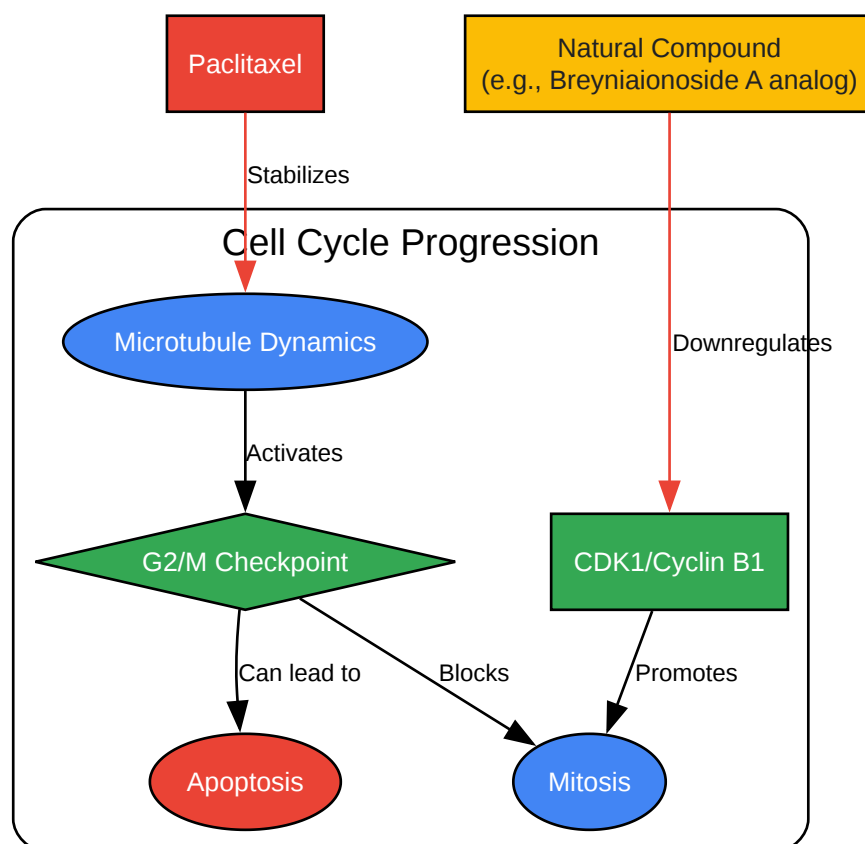 Paclitaxel
Natural Compound
(e.g., Breyniaionoside A analog)
Stabilizes
Cell Cycle Progression
Microtubule Dynamics
Downregulates
Activates
G2/M Checkpoint
CDK1/Cyclin B1
Can lead to
Blocks
Promotes
Apoptosis
Mitosis